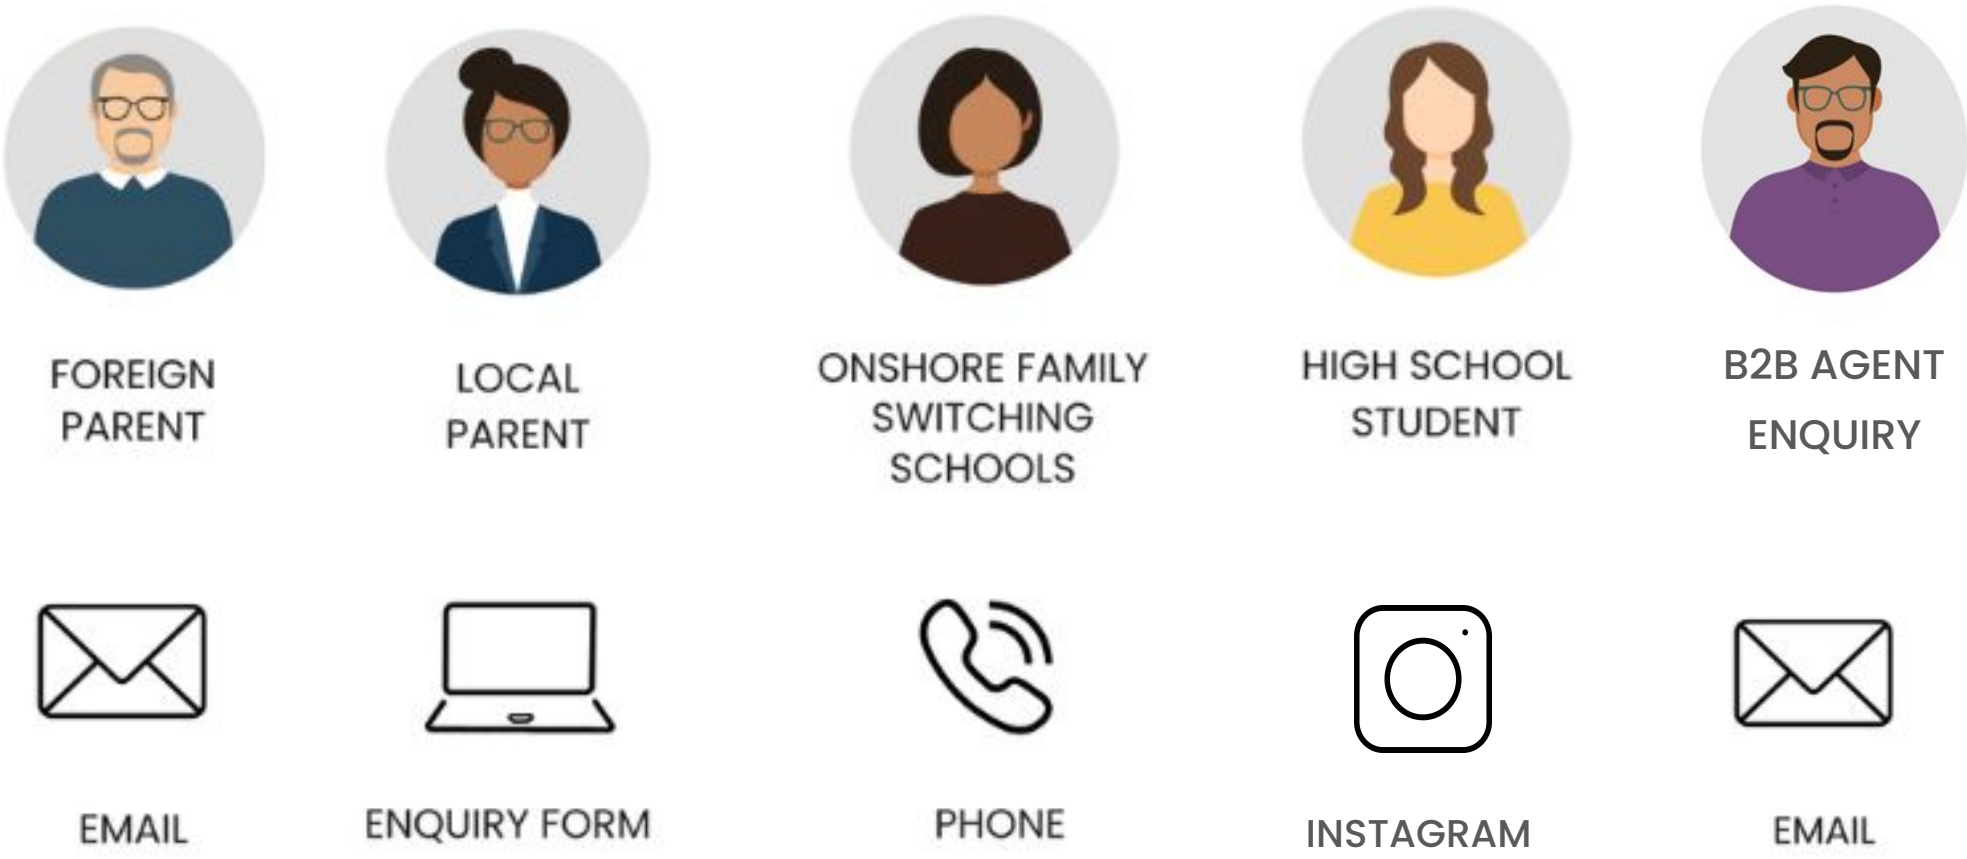 FOREIGN
PARENT
LOCAL
PARENT
ONSHORE FAMILY
SWITCHING
SCHOOLS
HIGH SCHOOL
STUDENT
B2B AGENT
ENQUIRY
EMAIL
ENQUIRY FORM
PHONE
INSTAGRAM
EMAIL